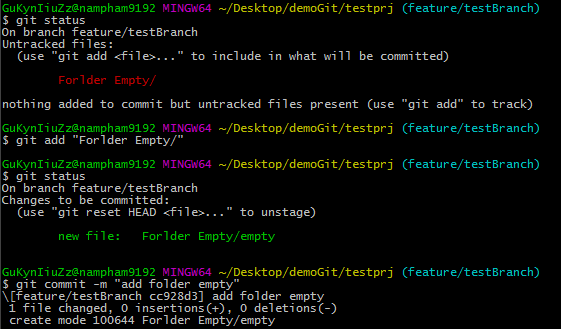 GuKynIiuZz@nampham9192 MINGW64 ~/Desktop/demoGit/testprj (feature/testBranch)
$ git status
On branch feature/testBranch
Untracked files:
  (use "git add <file>..." to include in what will be committed)

        Forlder Empty/

nothing added to commit but untracked files present (use "git add" to track)

GuKynIiuZz@nampham9192 MINGW64 ~/Desktop/demoGit/testprj (feature/testBranch)
$ git add "Forlder Empty/"

GuKynIiuZz@nampham9192 MINGW64 ~/Desktop/demoGit/testprj (feature/testBranch)
$ git status
On branch feature/testBranch
Changes to be committed:
  (use "git reset HEAD <file>..." to unstage)

        new file:   Forlder Empty/empty


GuKynIiuZz@nampham9192 MINGW64 ~/Desktop/demoGit/testprj (feature/testBranch)
$ git commit -m "add folder empty"
\[feature/testBranch cc928d3] add folder empty
 1 file changed, 0 insertions(+), 0 deletions(-)
 create mode 100644 Forlder Empty/empty